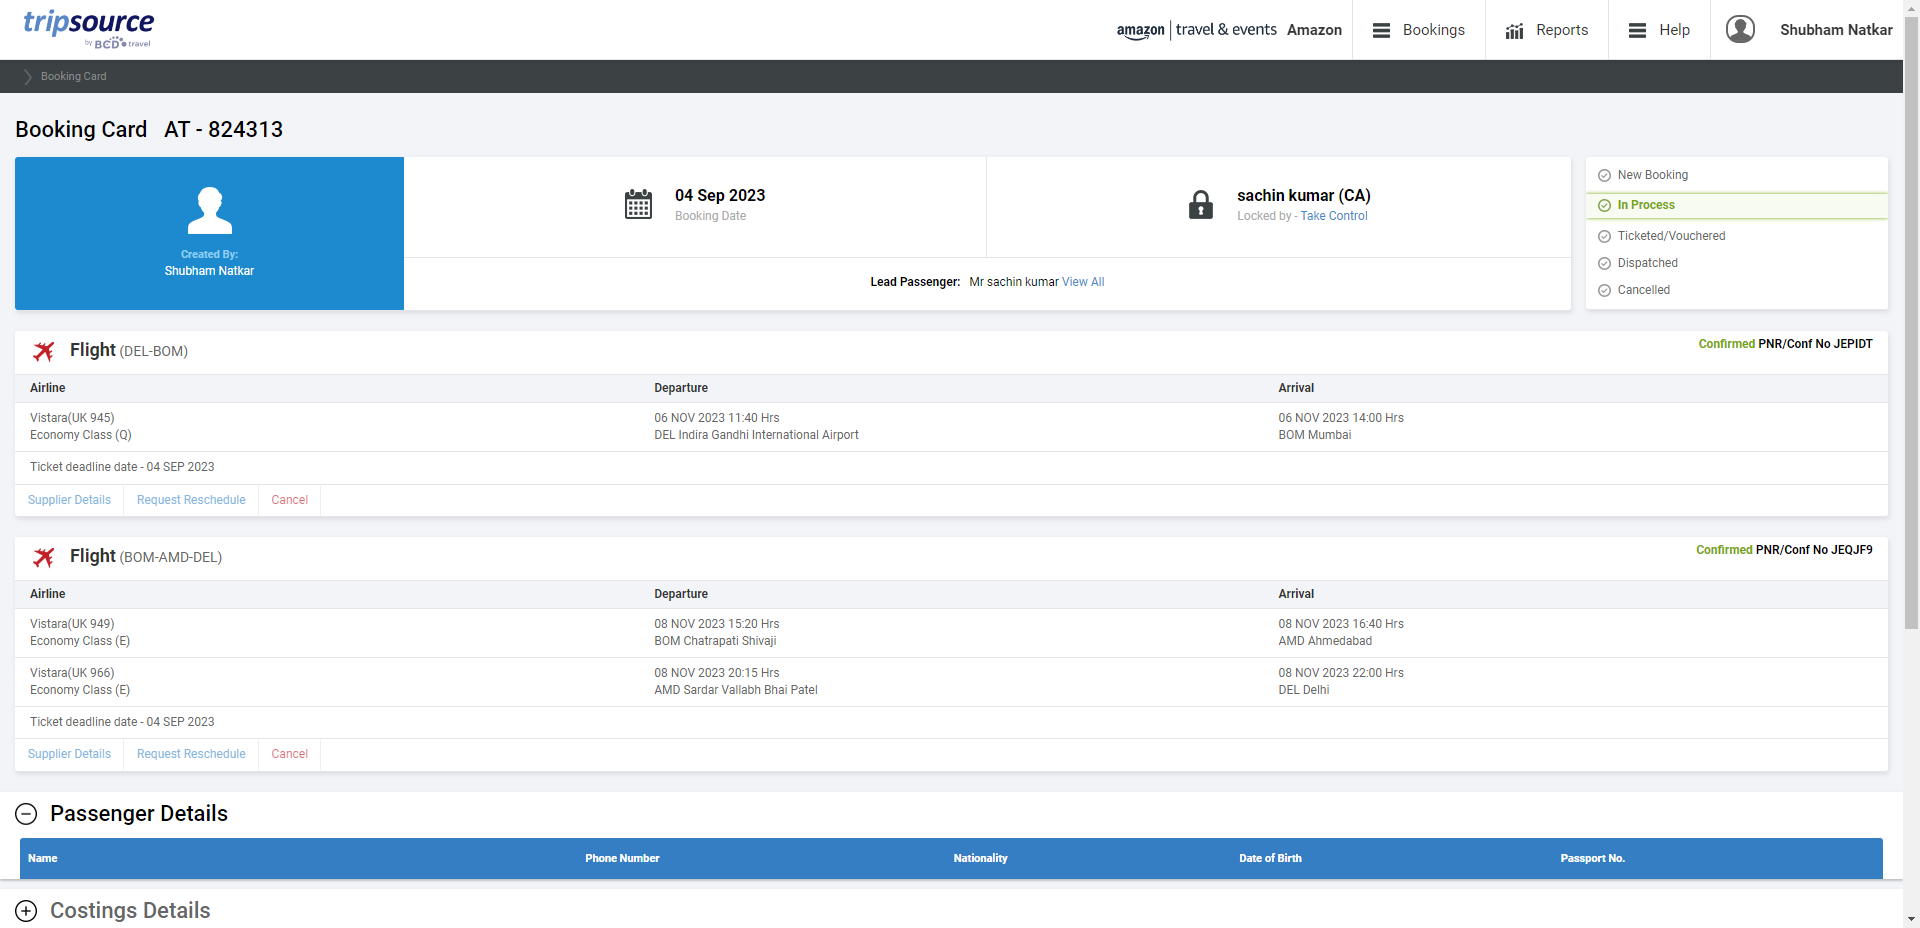 tripsource
by BCD travel
amazon | travel & events Amazon
Bookings
Reports
Help
Shubham Natkar
Booking Card
Booking Card AT - 824313
Created By:
Shubham Natkar
04 Sep 2023
Booking Date
sachin kumar (CA)
Locked by - Take Control
Lead Passenger: Mr sachin kumar View All
New Booking
In Process
Ticketed/Vouchered
Dispatched
Cancelled
Flight (DEL-BOM)
Confirmed PNR/Conf No JEPIDT
Airline Departure Arrival
Vistara(UK 945) 06 NOV 2023 11:40 Hrs 06 NOV 2023 14:00 Hrs
Economy Class (Q) DEL Indira Gandhi International Airport BOM Mumbai
Ticket deadline date - 04 SEP 2023
Supplier Details Request Reschedule Cancel
Flight (BOM-AMD-DEL)
Confirmed PNR/Conf No JEQJF9
Airline Departure Arrival
Vistara(UK 949) 08 NOV 2023 15:20 Hrs 08 NOV 2023 16:40 Hrs
Economy Class (E) BOM Chatrapati Shivaji AMD Ahmedabad
Vistara(UK 966) 08 NOV 2023 20:15 Hrs 08 NOV 2023 22:00 Hrs
Economy Class (E) AMD Sardar Vallabh Bhai Patel DEL Delhi
Ticket deadline date - 04 SEP 2023
Supplier Details Request Reschedule Cancel
Passenger Details
Name Phone Number Nationality Date of Birth Passport No.
Costings Details